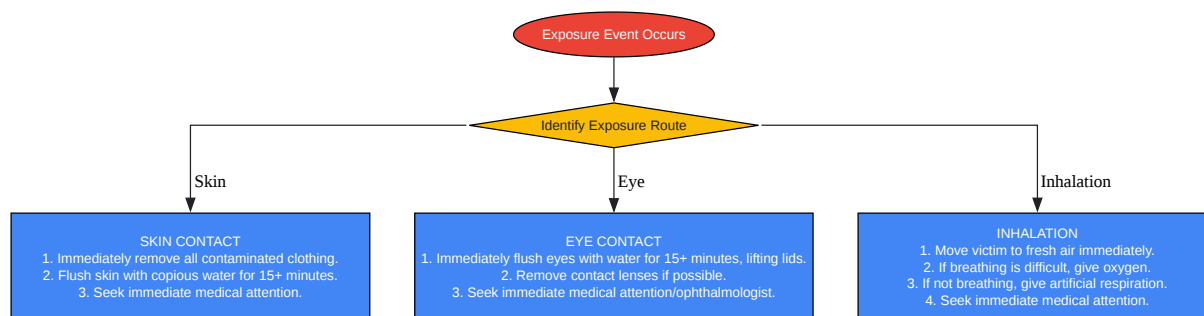 Exposure Event Occurs
Identify Exposure Route
Skin
Eye
Inhalation
SKIN CONTACT
1. Immediately remove all contaminated clothing.
2. Flush skin with copious water for 15+ minutes.
3. Seek immediate medical attention.
EYE CONTACT
1. Immediately flush eyes with water for 15+ minutes, lifting lids.
2. Remove contact lenses if possible.
3. Seek immediate medical attention/ophthalmologist.
INHALATION
1. Move victim to fresh air immediately.
2. If breathing is difficult, give oxygen.
3. If not breathing, give artificial respiration.
4. Seek immediate medical attention.